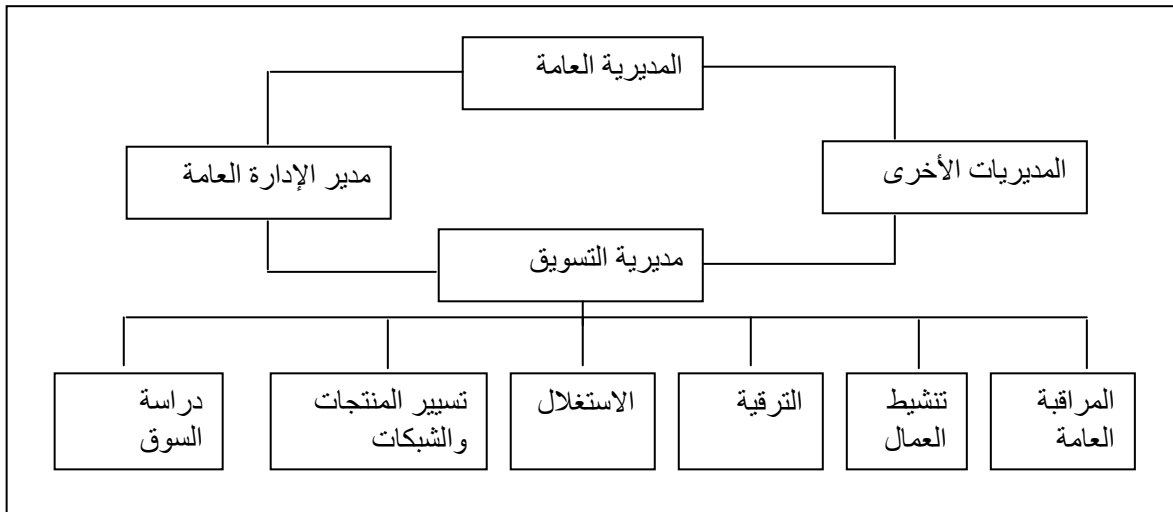 المديرية العامة
المديريات الأخرى
مدير الإدارة العامة
مديرية التسويق
المراقبة
العامة
تنشيط
العمال
الترقية
الاستغلال
تسيير المنتجات
والشبكات
دراسة
السوق